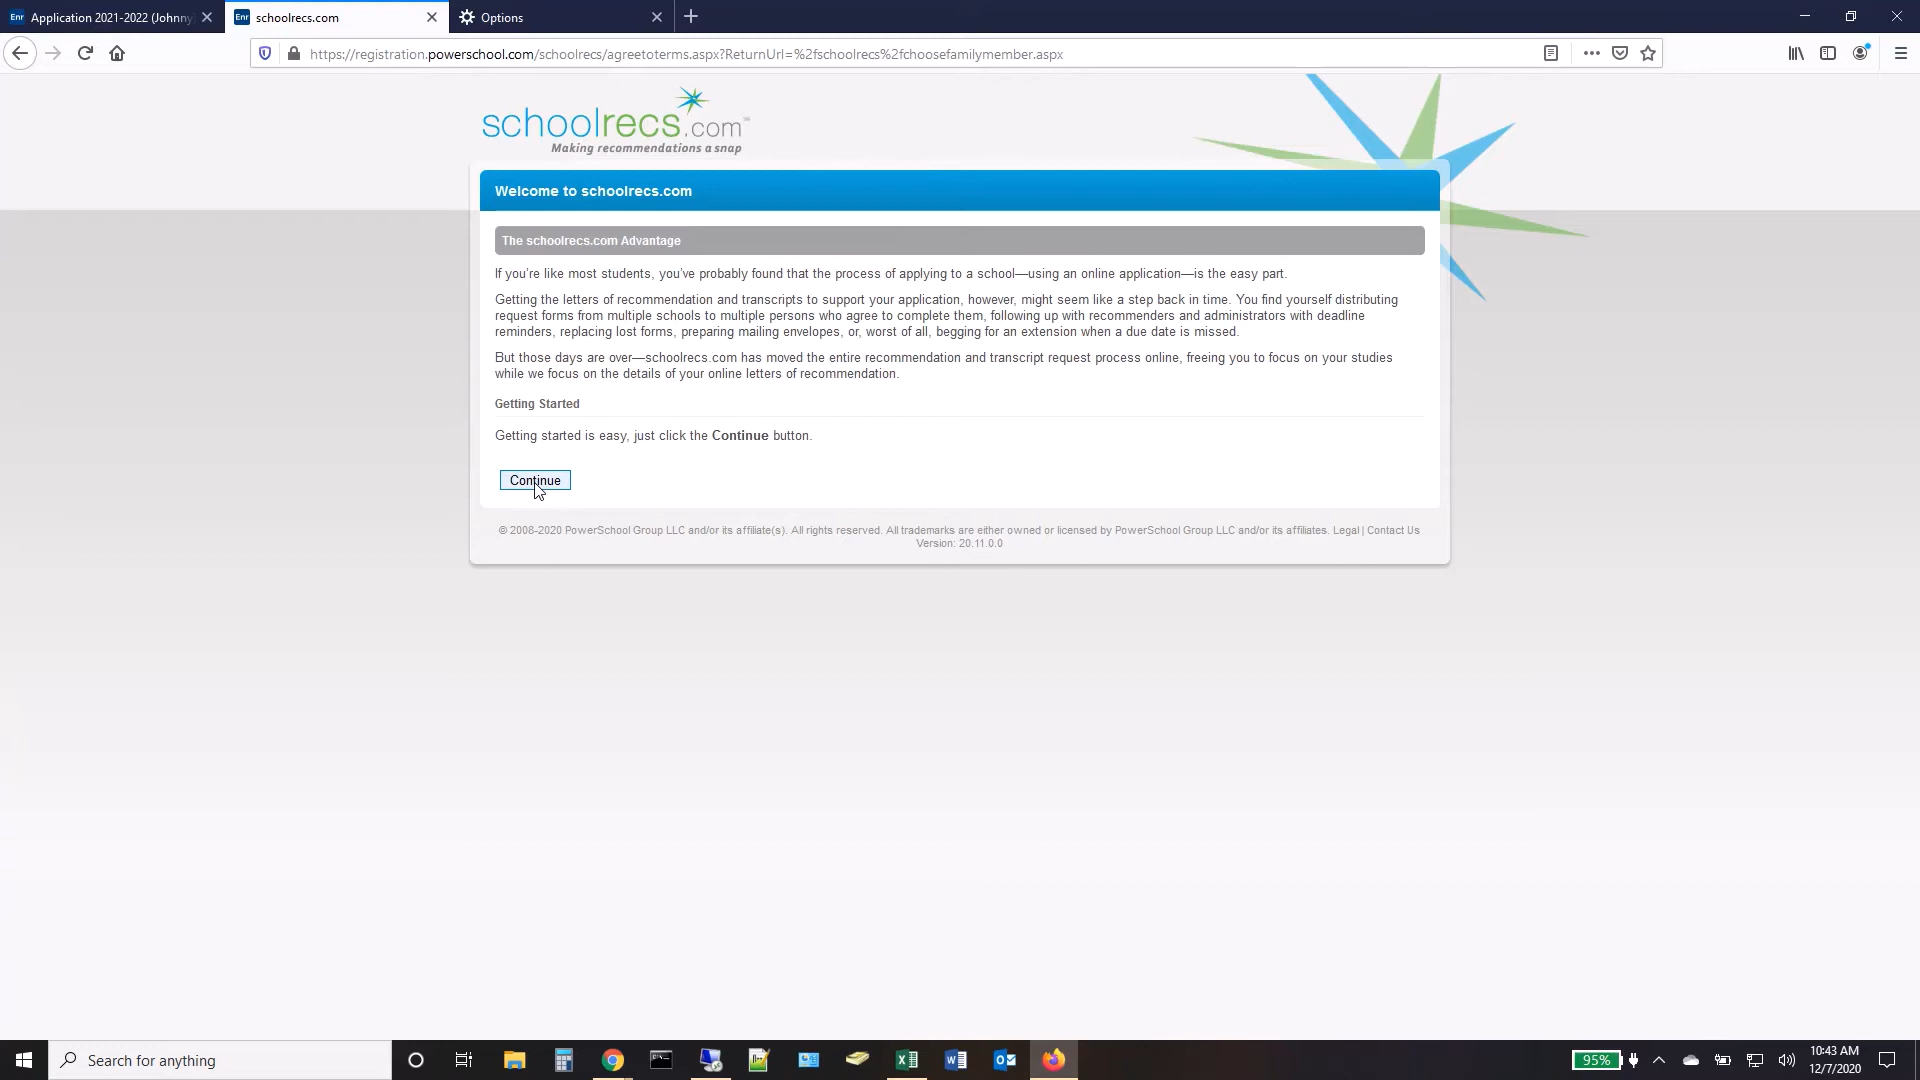 Application 2021-2022 (Johnny
schoolrecs.com
Options
https://registration.powerschool.com/schoolrecs/agreetoterms.aspx?ReturnUrl=%2fschoolrecs%2fchoosefamilymember.aspx
schoolrecs.com™
Making recommendations a snap
Welcome to schoolrecs.com
The schoolrecs.com Advantage
If you're like most students, you've probably found that the process of applying to a school—using an online application—is the easy part.
Getting the letters of recommendation and transcripts to support your application, however, might seem like a step back in time. You find yourself distributing
request forms from multiple schools to multiple persons who agree to complete them, following up with recommenders and administrators with deadline
reminders, replacing lost forms, preparing mailing envelopes, or, worst of all, begging for an extension when a due date is missed.
But those days are over—schoolrecs.com has moved the entire recommendation and transcript request process online, freeing you to focus on your studies
while we focus on the details of your online letters of recommendation.
Getting Started
Getting started is easy, just click the Continue button.
Continue
© 2008-2020 PowerSchool Group LLC and/or its affiliate(s). All rights reserved. All trademarks are either owned or licensed by PowerSchool Group LLC and/or its affiliates. Legal | Contact Us
Version: 20.11.0.0
Search for anything
95%
10:43 AM
12/7/2020